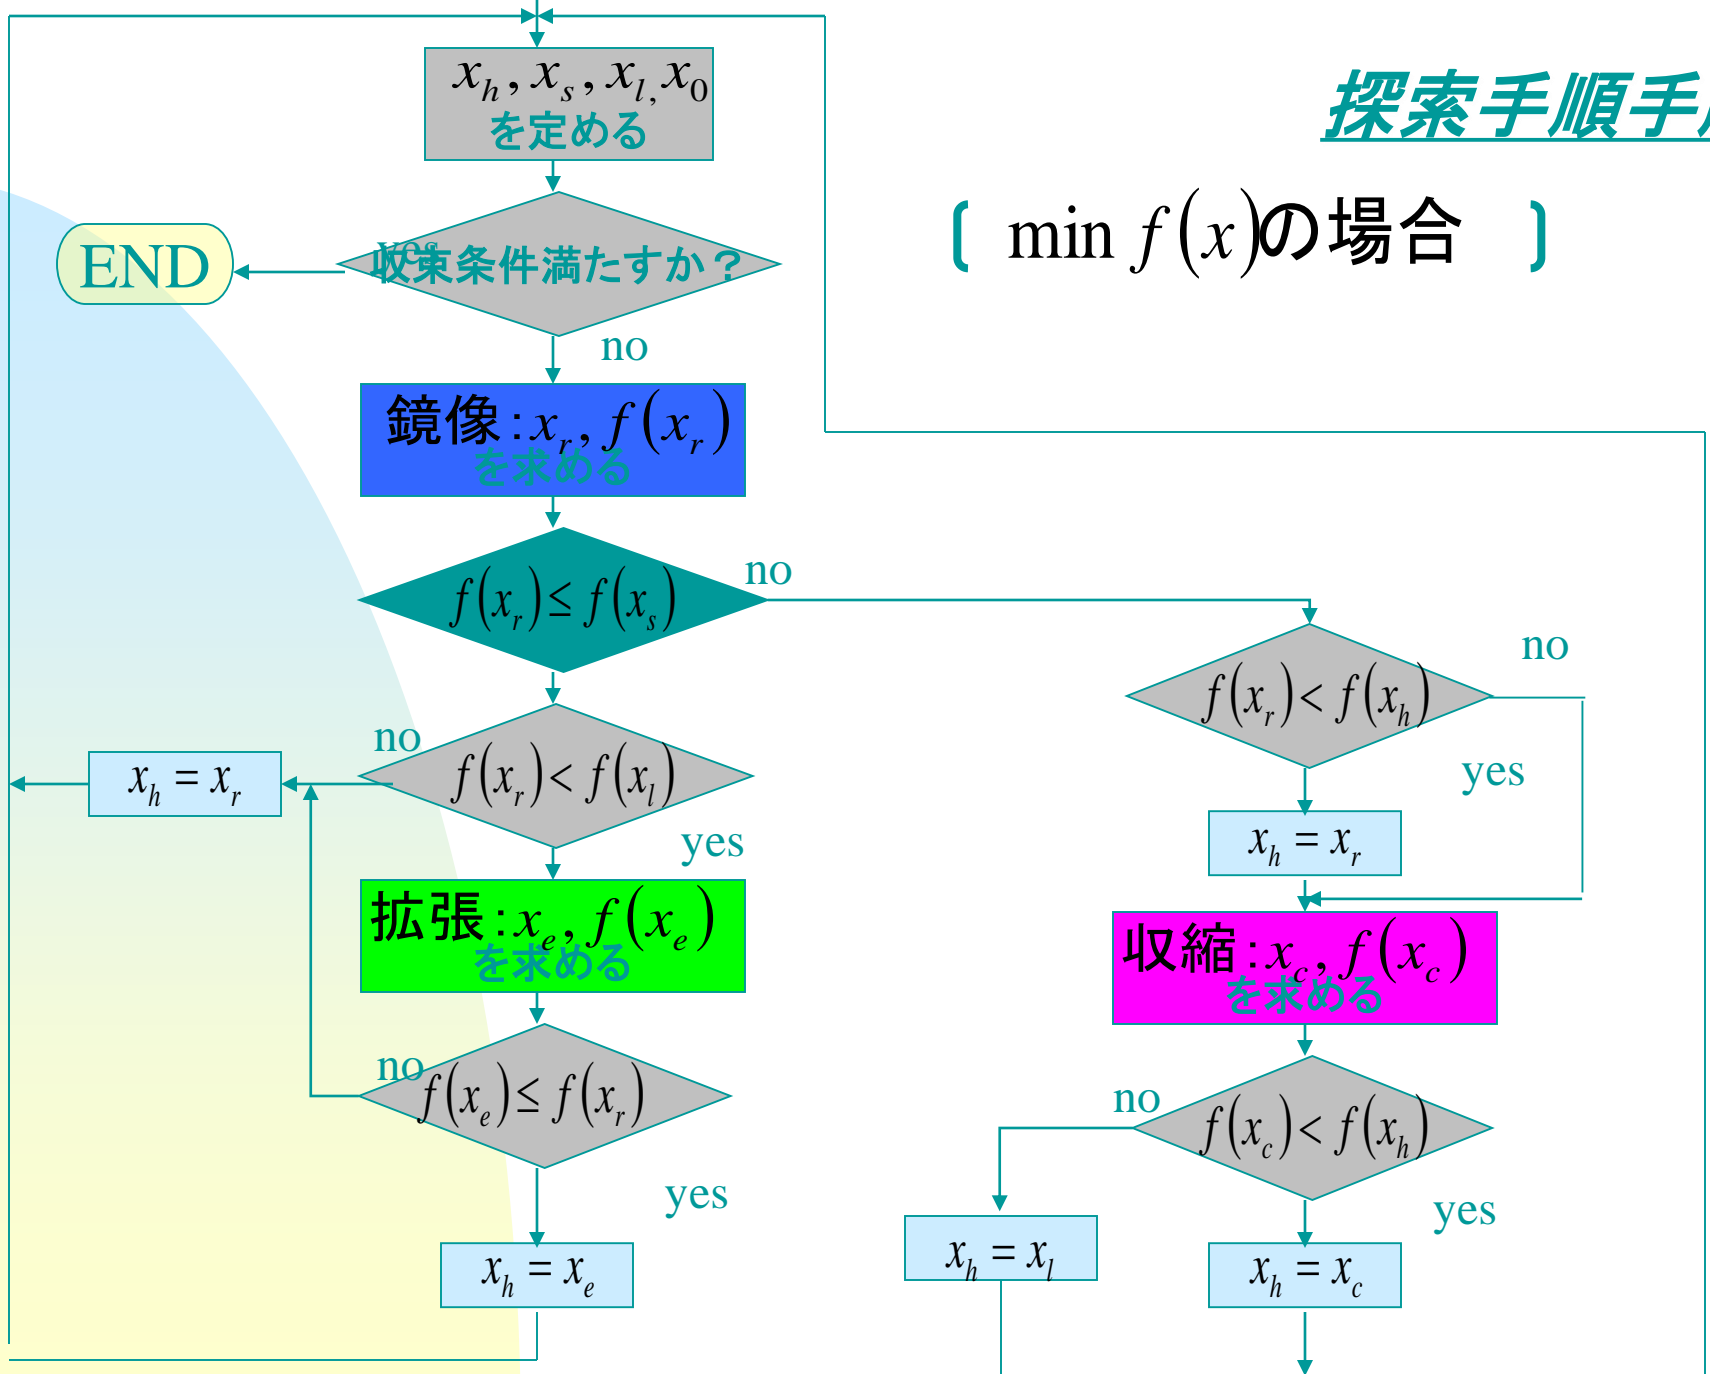 探索手順手
[ min f(x)の場合 ]
x_h, x_s, x_l, x_0
を定める
収束条件満たすか？
yes
END
no
鏡像:x_r, f(x_r)
を求める
f(x_r)≤ f(x_s)
no
f(x_r)< f(x_h)
no
yes
f(x_r)< f(x_l)
no
x_h = x_r
yes
x_h = x_r
拡張:x_e, f(x_e)
を求める
収縮:x_c, f(x_c)
を求める
f(x_e)≤ f(x_r)
no
yes
f(x_c)< f(x_h)
no
yes
x_h = x_e
x_h = x_l
x_h = x_c